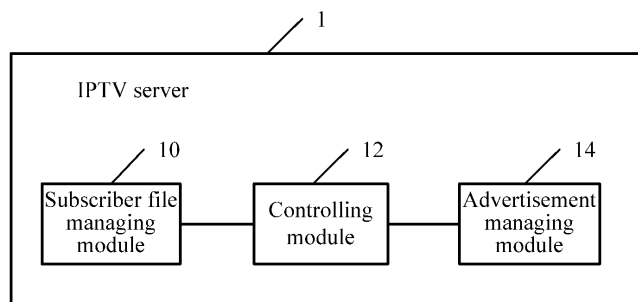 1
IPTV server
10
12
14
Subscriber file
managing
module
Controlling
module
Advertisement
managing
module